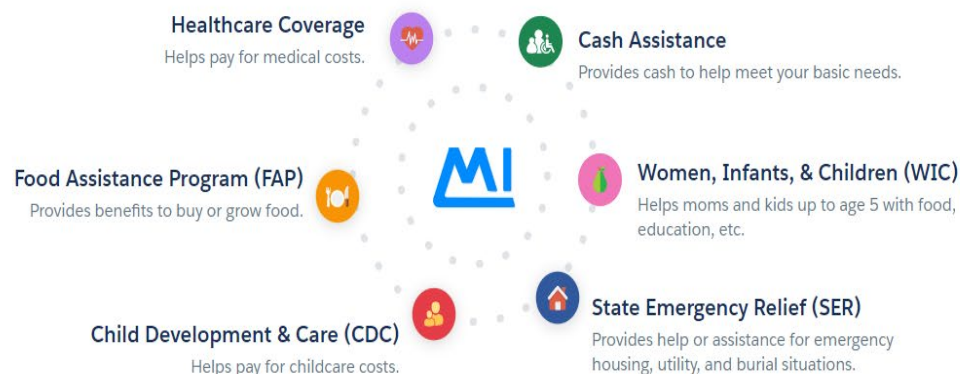 Healthcare Coverage
Helps pay for medical costs.
Cash Assistance
Provides cash to help meet your basic needs.
Food Assistance Program (FAP)
Provides benefits to buy or grow food.
MI
Women, Infants, & Children (WIC)
Helps moms and kids up to age 5 with food,
education, etc.
Child Development & Care (CDC)
Helps pay for childcare costs.
State Emergency Relief (SER)
Provides help or assistance for emergency
housing, utility, and burial situations.